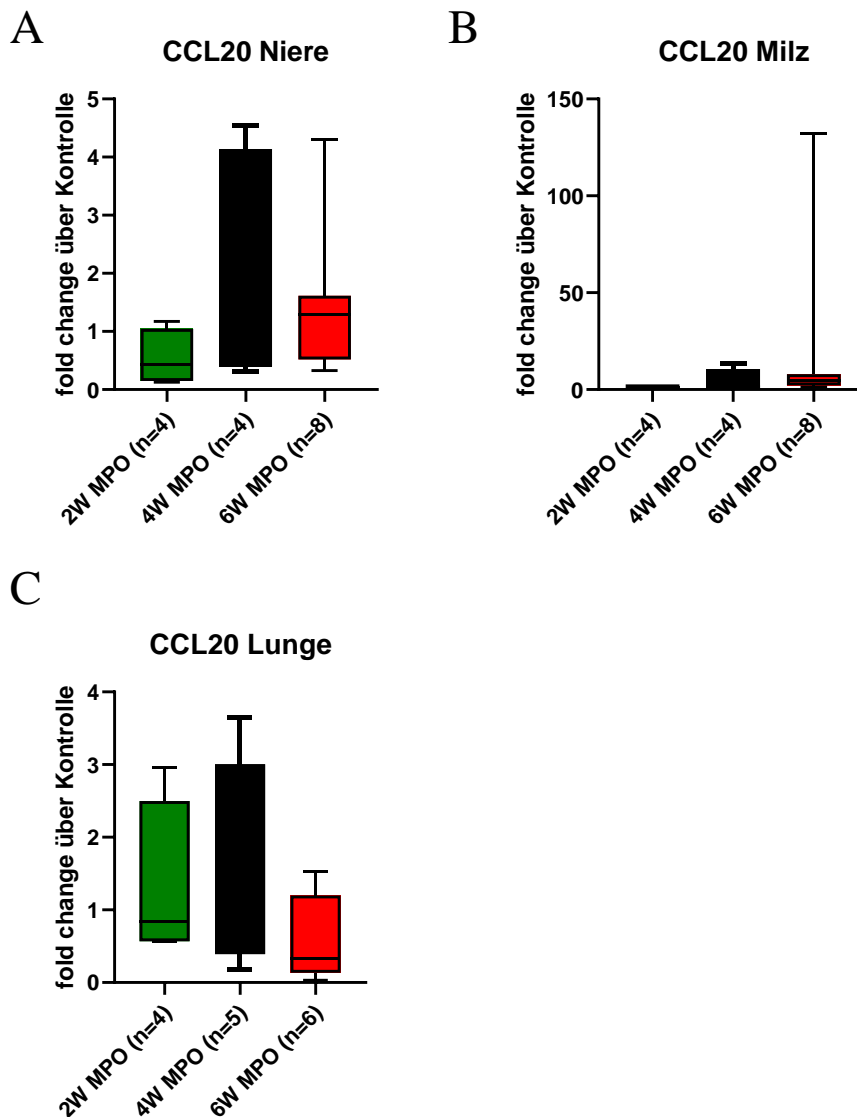 A
CCL20 Niere
fold change über Kontrolle
5
4
3
2
1
0
2W MPO (n=4)
4W MPO (n=4)
6W MPO (n=8)
B
CCL20 Milz
fold change über Kontrolle
150
100
50
0
2W MPO (n=4)
4W MPO (n=4)
6W MPO (n=8)
C
CCL20 Lunge
fold change über Kontrolle
4
3
2
1
0
2W MPO (n=4)
4W MPO (n=5)
6W MPO (n=6)